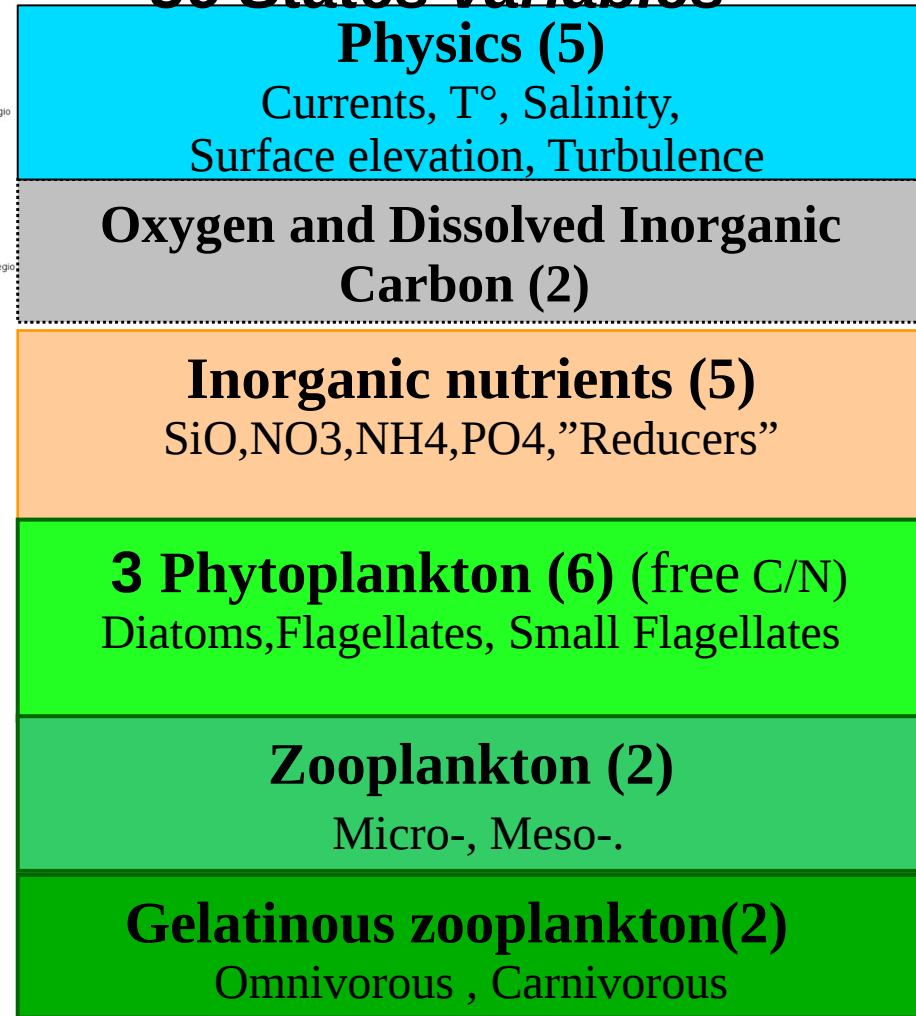 States variables
Physics (5)
Currents, T°, Salinity,
Surface elevation, Turbulence
Oxygen and Dissolved Inorganic
Carbon (2)
Inorganic nutrients (5)
SiO,NO3,NH4,PO4,”Reducers”
3 Phytoplankton (6) (free C/N)
Diatoms,Flagellates, Small Flagellates
Zooplankton (2)
Micro-, Meso-.
Gelatinous zooplankton(2)
Omnivorous , Carnivorous